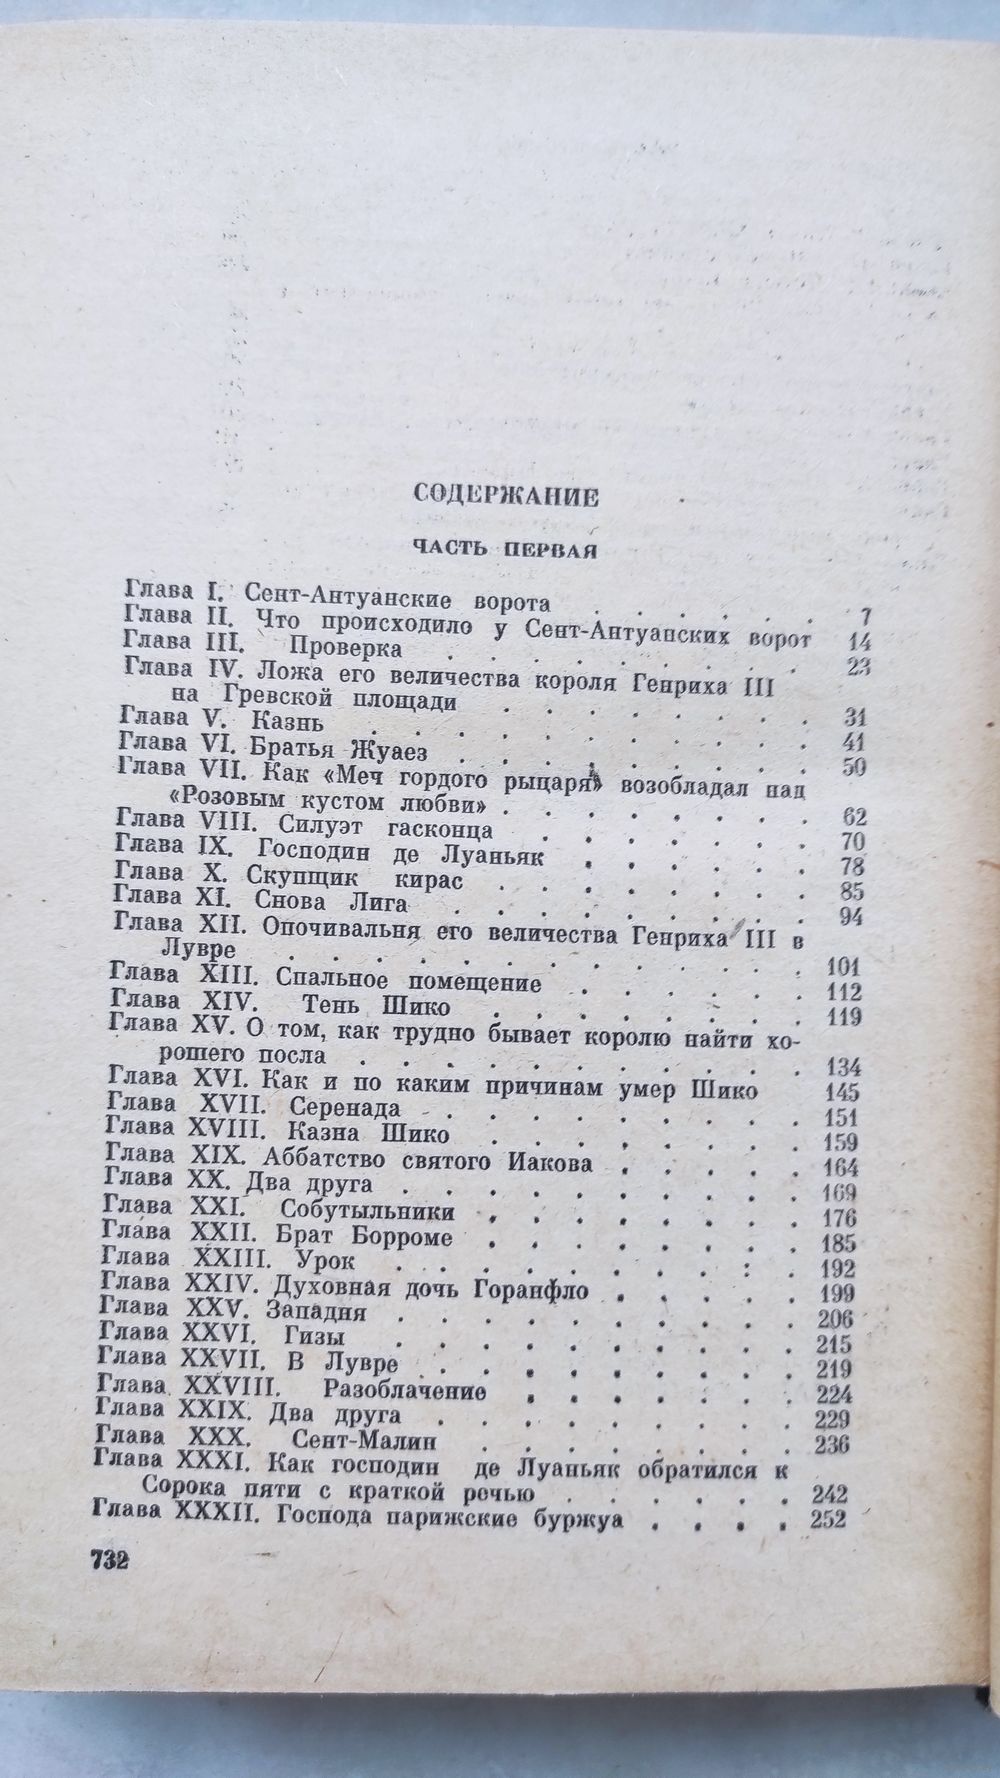 СОДЕРЖАНИЕ
ЧАСТЬ ПЕРВАЯ
Глава I. Сент-Антуанские ворота . . . . . . 7
Глава II. Что происходило у Сент-Антуанских ворот 14
Глава III. Проверка . . . . . . . . . 23
Глава IV. Ложа его величества короля Генриха III
на Гревской площади . . . . . . . . 31
Глава V. Казнь . . . . . . . . . . . 41
Глава VI. Братья Жуаез . . . . . . . . . 50
Глава VII. Как «Меч гордого рыцаря» возобладал над
«Розовым кустом любви» . . . . . . . . 62
Глава VIII. Силуэт гасконца . . . . . . . 70
Глава IX. Господин де Луаньяк . . . . . . 78
Глава X. Скупщик кирас . . . . . . . . 85
Глава XI. Снова Лига . . . . . . . . . 94
Глава XII. Опочивальня его величества Генриха III в
Лувре . . . . . . . . . . . . 101
Глава XIII. Спальное помещение . . . . . . 112
Глава XIV. Тень Шико . . . . . . . . 119
Глава XV. О том, как трудно бывает королю найти хо-
рошего посла . . . . . . . . . . . 134
Глава XVI. Как и по каким причинам умер Шико 145
Глава XVII. Серенада . . . . . . . . . 151
Глава XVIII. Казна Шико . . . . . . . . 159
Глава XIX. Аббатство святого Иакова . . . . . 164
Глава XX. Два друга . . . . . . . . . . 169
Глава XXI. Собутыльники . . . . . . . . 176
Глава XXII. Брат Борроме . . . . . . . . 185
Глава XXIII. Урок . . . . . . . . . . 192
Глава XXIV. Духовная дочь Горанфло . . . . . 199
Глава XXV. Западня . . . . . . . . . . 206
Глава XXVI. Гизы . . . . . . . . . . 215
Глава XXVII. В Лувре . . . . . . . . . 219
Глава XXVIII. Разоблачение . . . . . . . 224
Глава XXIX. Два друга . . . . . . . . . 229
Глава XXX. Сент-Малин . . . . . . . . 236
Глава XXXI. Как господин де Луаньяк обратился к
Сорока пяти с краткой речью . . . . . . 242
Глава XXXII. Господа парижские буржуа . . . . 252
732